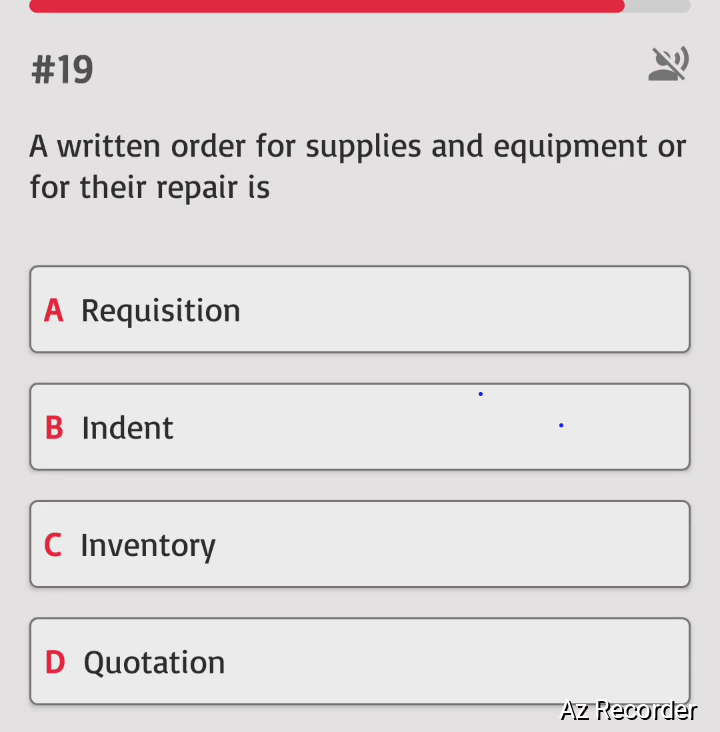 #19
A written order for supplies and equipment or
for their repair is
A Requisition
B Indent
C Inventory
D Quotation
Az Recorder